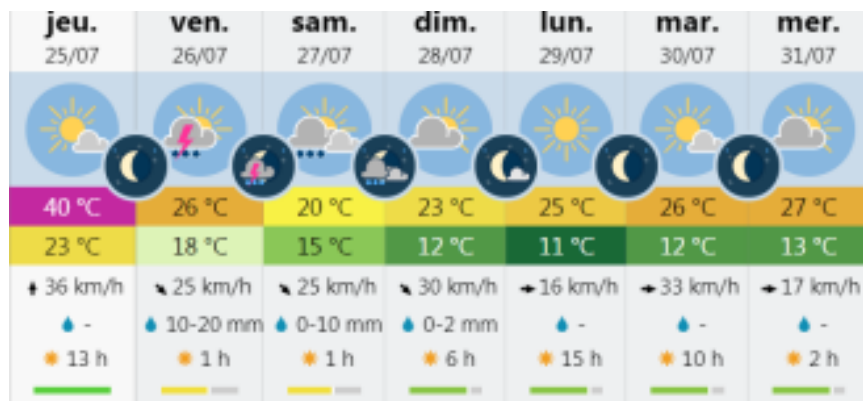 jeu. ven. sam. dim. lun. mar. mer.
25/07 26/07 27/07 28/07 29/07 30/07 31/07
40 °C 26 °C 20 °C 23 °C 25 °C 26 °C 27 °C
23 °C 18 °C 15 °C 12 °C 11 °C 12 °C 13 °C
36 km/h 25 km/h 25 km/h 30 km/h 16 km/h 33 km/h 17 km/h
- 10-20 mm 0-10 mm 0-2 mm - - -
13 h 1 h 1 h 6 h 15 h 10 h 2 h